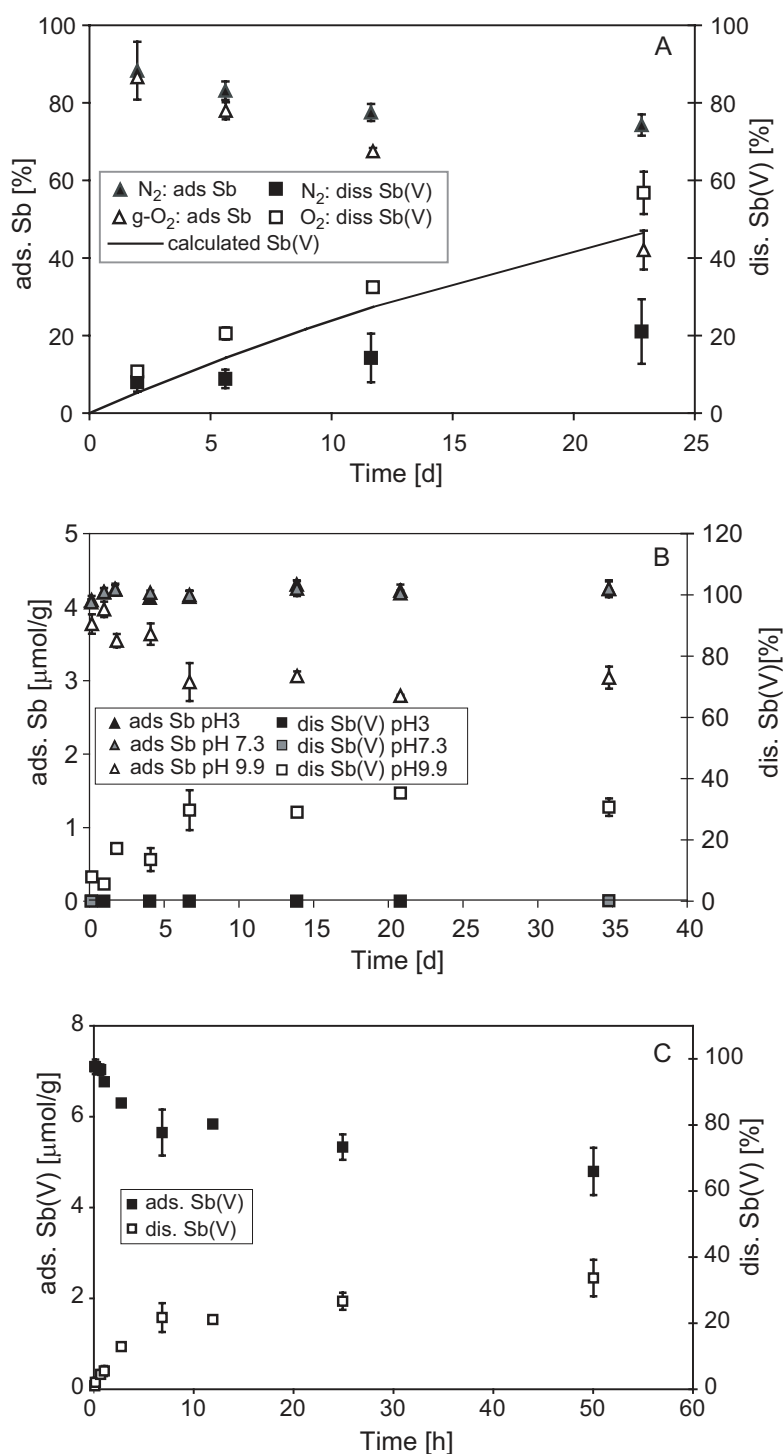 A
100
80
60
40
20
0
ads. Sb [%]
100
80
60
40
20
0
dis. Sb(V) [%]
N2: ads Sb
N2: diss Sb(V)
g-O2: ads Sb
O2: diss Sb(V)
calculated Sb(V)
0 5 10 15 20 25
Time [d]
B
5
4
3
2
1
0
ads. Sb [µmol/g]
120
100
80
60
40
20
0
dis. Sb(V)[%]
ads Sb pH3
dis Sb(V) pH3
ads Sb pH 7.3
dis Sb(V) pH7.3
ads Sb pH 9.9
dis Sb(V) pH9.9
0 5 10 15 20 25 30 35 40
Time [d]
C
8
6
4
2
0
ads. Sb(V) [µmol/g]
100
80
60
40
20
0
dis. Sb(V) [%]
ads. Sb(V)
dis. Sb(V)
0 10 20 30 40 50 60
Time [h]